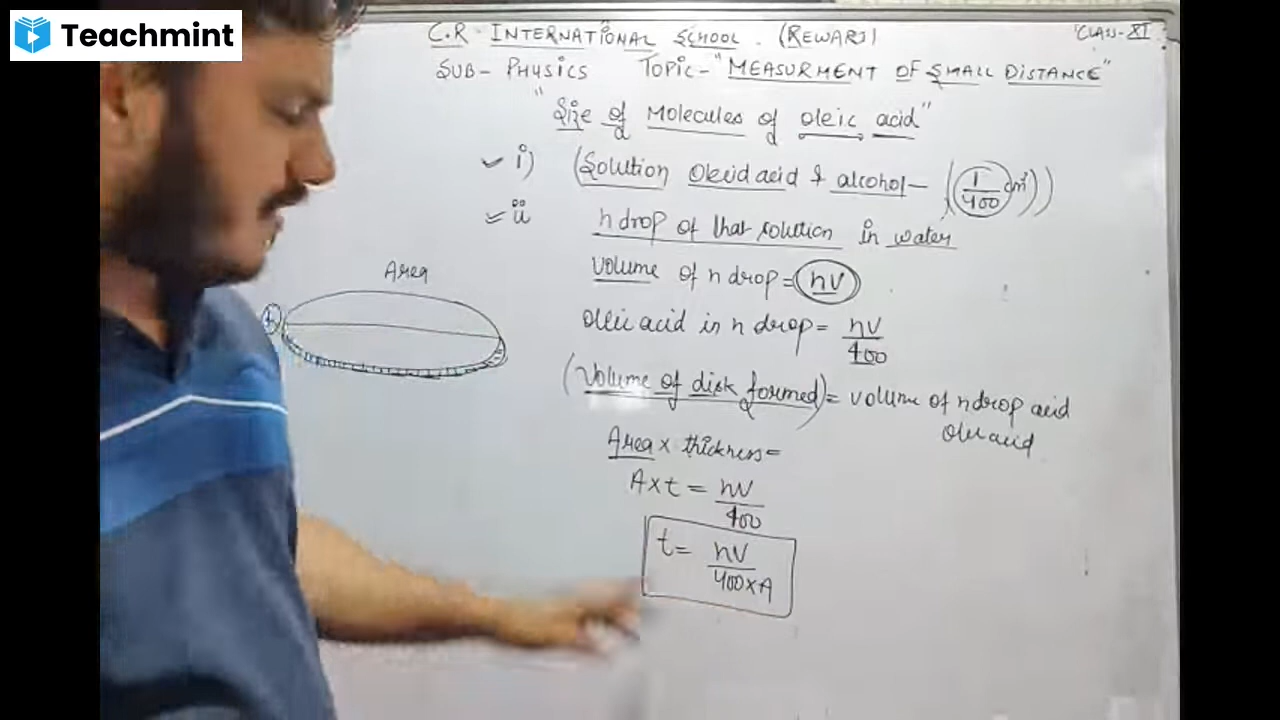 Teachmint
C.R. INTERNATIONAL SCHOOL. (REWARI)
CLASS-XI
SUB- PHYSICS TOPIC- "MEASURMENT OF SMALL DISTANCE"
"Size of Molecules of oleic acid"
i) (Solution Oleic acid & alcohol- (1/400 cm³))
ii n drop of that solution in water
Volume of n drop = nV
Area
t
Oleic acid in n drop = nV/400
(Volume of disk formed) = volume of n drop acid
Oleic acid
Area x thickness =
A x t = nV/400
t = nV/400xA